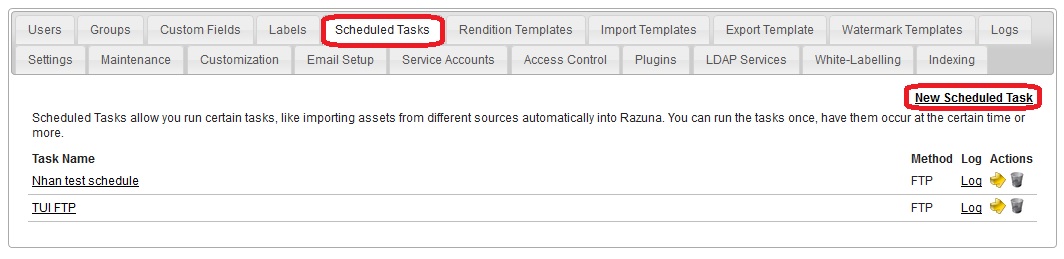 Users Groups Custom Fields Labels Scheduled Tasks Rendition Templates Import Templates Export Template Watermark Templates Logs
Settings Maintenance Customization Email Setup Service Accounts Access Control Plugins LDAP Services White-Labelling Indexing
New Scheduled Task
Scheduled Tasks allow you run certain tasks, like importing assets from different sources automatically into Razuna. You can run the tasks once, have them occur at the certain time or
more.
Task Name Method Log Actions
Nhan test schedule FTP Log
TUI FTP FTP Log